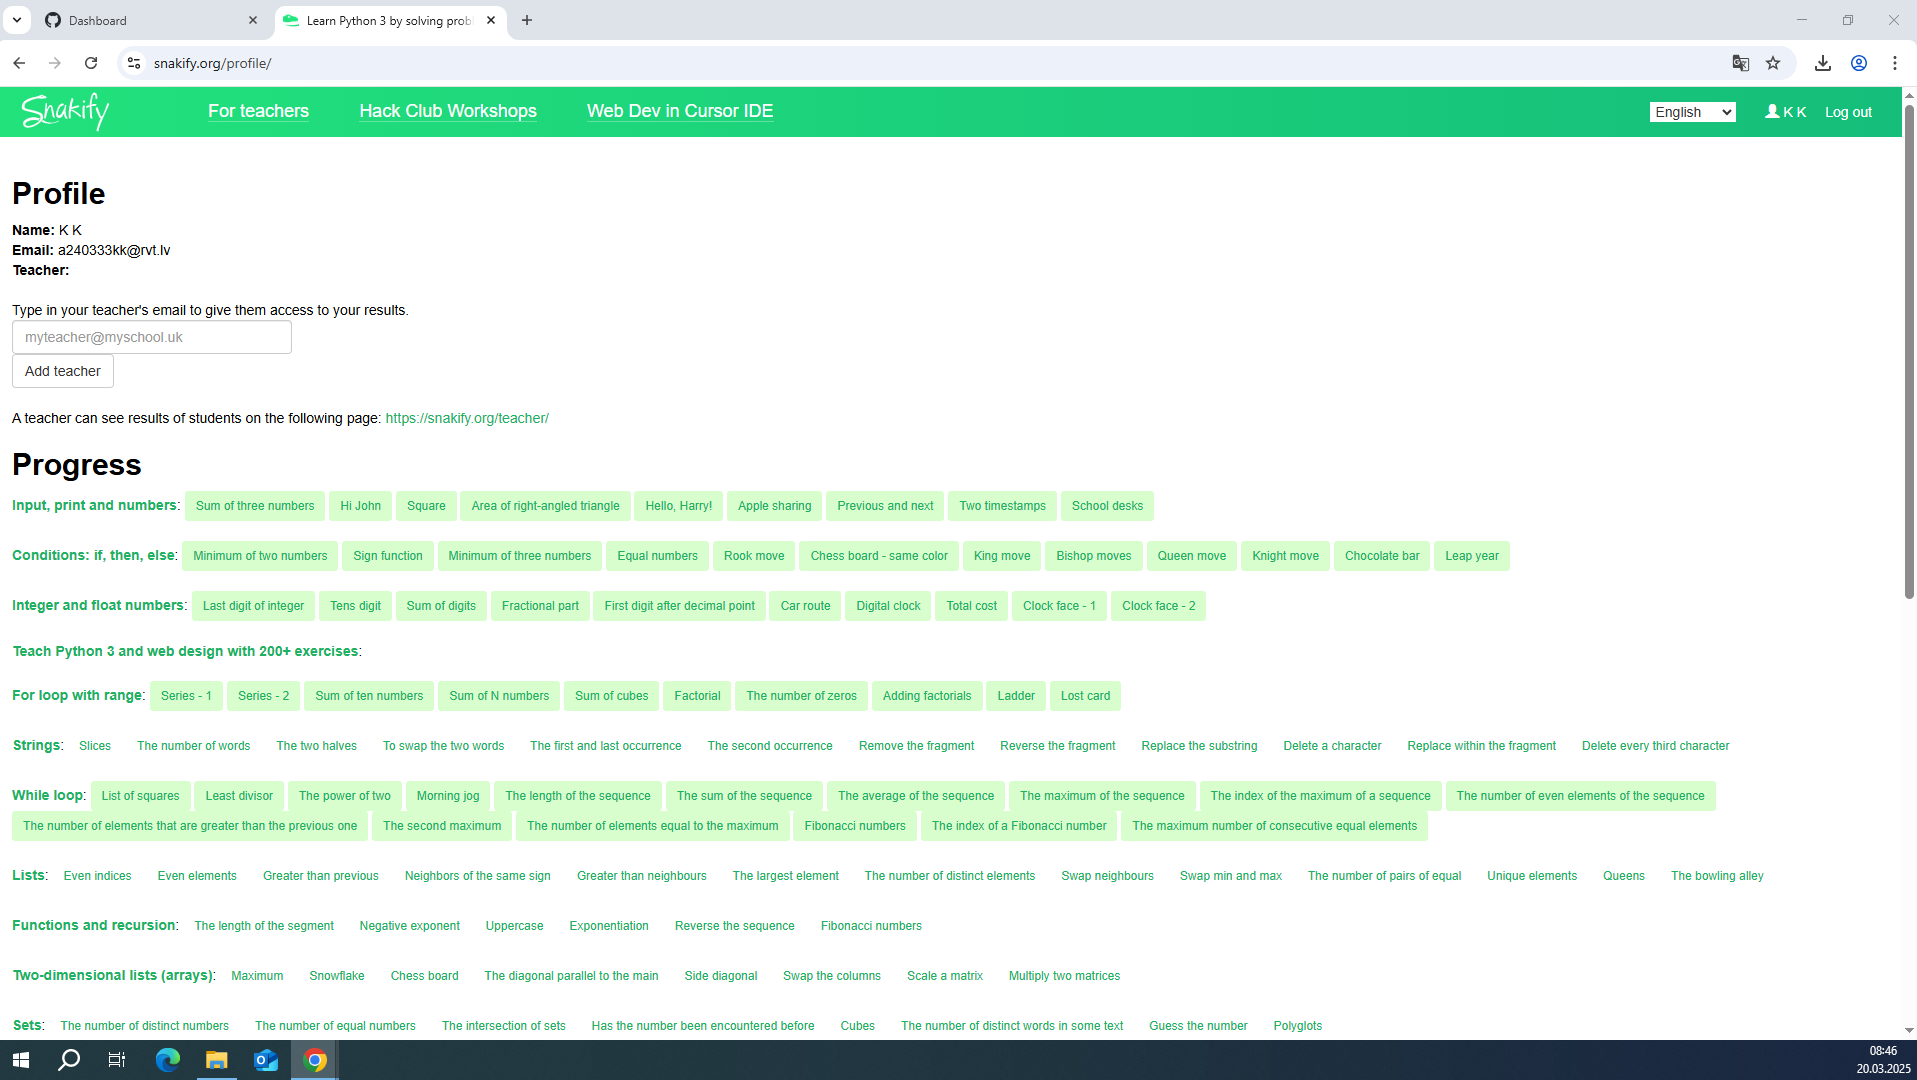 Dashboard
Learn Python 3 by solving prob
snakify.org/profile/
Snakify For teachers Hack Club Workshops Web Dev in Cursor IDE English K K Log out
Profile
Name: K K
Email: a240333kk@rvt.lv
Teacher:
Type in your teacher's email to give them access to your results.
myteacher@myschool.uk
Add teacher
A teacher can see results of students on the following page: https://snakify.org/teacher/
Progress
Input, print and numbers: Sum of three numbers Hi John Square Area of right-angled triangle Hello, Harry! Apple sharing Previous and next Two timestamps School desks
Conditions: if, then, else: Minimum of two numbers Sign function Minimum of three numbers Equal numbers Rook move Chess board - same color King move Bishop moves Queen move Knight move Chocolate bar Leap year
Integer and float numbers: Last digit of integer Tens digit Sum of digits Fractional part First digit after decimal point Car route Digital clock Total cost Clock face - 1 Clock face - 2
Teach Python 3 and web design with 200+ exercises:
For loop with range: Series - 1 Series - 2 Sum of ten numbers Sum of N numbers Sum of cubes Factorial The number of zeros Adding factorials Ladder Lost card
Strings: Slices The number of words The two halves To swap the two words The first and last occurrence The second occurrence Remove the fragment Reverse the fragment Replace the substring Delete a character Replace within the fragment Delete every third character
While loop: List of squares Least divisor The power of two Morning jog The length of the sequence The sum of the sequence The average of the sequence The maximum of the sequence The index of the maximum of a sequence The number of even elements of the sequence
The number of elements that are greater than the previous one The second maximum The number of elements equal to the maximum Fibonacci numbers The index of a Fibonacci number The maximum number of consecutive equal elements
Lists: Even indices Even elements Greater than previous Neighbors of the same sign Greater than neighbours The largest element The number of distinct elements Swap neighbours Swap min and max The number of pairs of equal Unique elements Queens The bowling alley
Functions and recursion: The length of the segment Negative exponent Uppercase Exponentiation Reverse the sequence Fibonacci numbers
Two-dimensional lists (arrays): Maximum Snowflake Chess board The diagonal parallel to the main Side diagonal Swap the columns Scale a matrix Multiply two matrices
Sets: The number of distinct numbers The number of equal numbers The intersection of sets Has the number been encountered before Cubes The number of distinct words in some text Guess the number Polyglots
08:46
20.03.2025